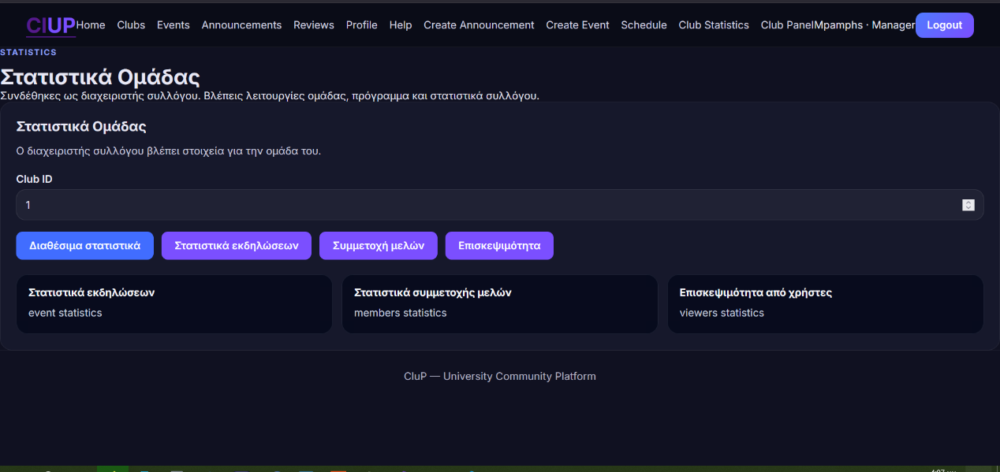 ClUP Home Clubs Events Announcements Reviews Profile Help Create Announcement Create Event Schedule Club Statistics Club Panel Mpamphs · Manager Logout
STATISTICS
Στατιστικά Ομάδας
Συνδέθηκες ως διαχειριστής συλλόγου. Βλέπεις λειτουργίες ομάδας, πρόγραμμα και στατιστικά συλλόγου.
Στατιστικά Ομάδας
Ο διαχειριστής συλλόγου βλέπει στοιχεία για την ομάδα του.
Club ID
1
Διαθέσιμα στατιστικά Στατιστικά εκδηλώσεων Συμμετοχή μελών Επισκεψιμότητα
Στατιστικά εκδηλώσεων Στατιστικά συμμετοχής μελών Επισκεψιμότητα από χρήστες
event statistics members statistics viewers statistics
CluP — University Community Platform